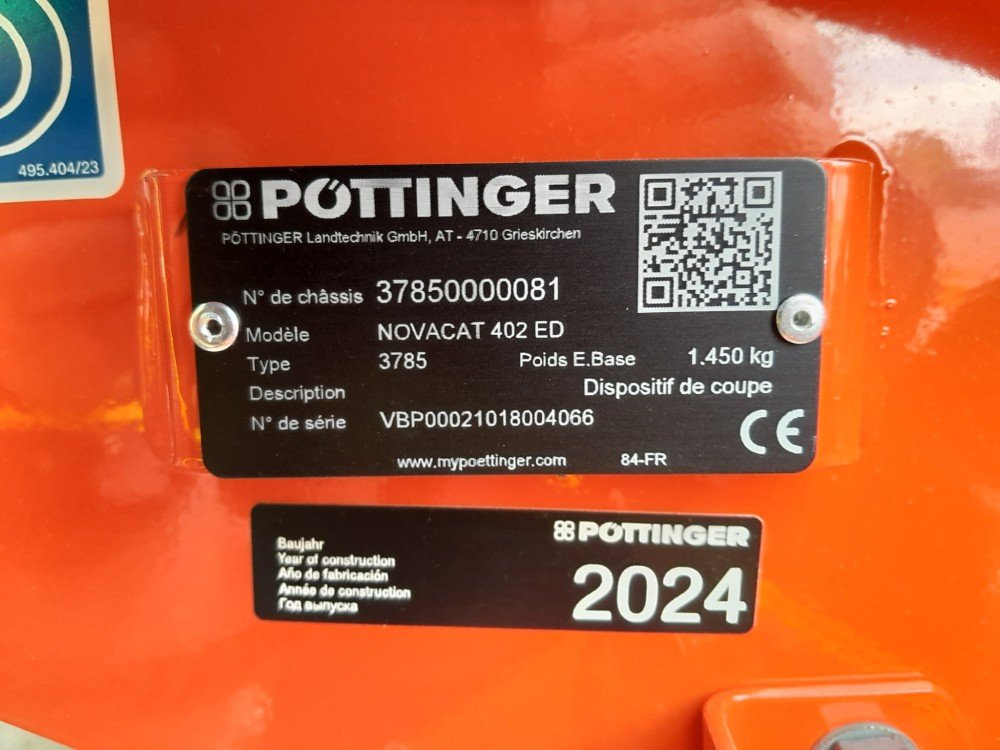 495.404/23
PÖTTINGER
PÖTTINGER Landtechnik GmbH, AT - 4710 Grieskirchen
N° de châssis 37850000081
Modèle NOVACAT 402 ED
Type 3785 Poids E.Base 1.450 kg
Description Dispositif de coupe
N° de série VBP00021018004066
CE
www.mypoettinger.com 84-FR
PÖTTINGER
Baujahr
Year of construction
Año de fabricación
Année de construction
Год выпуска
2024